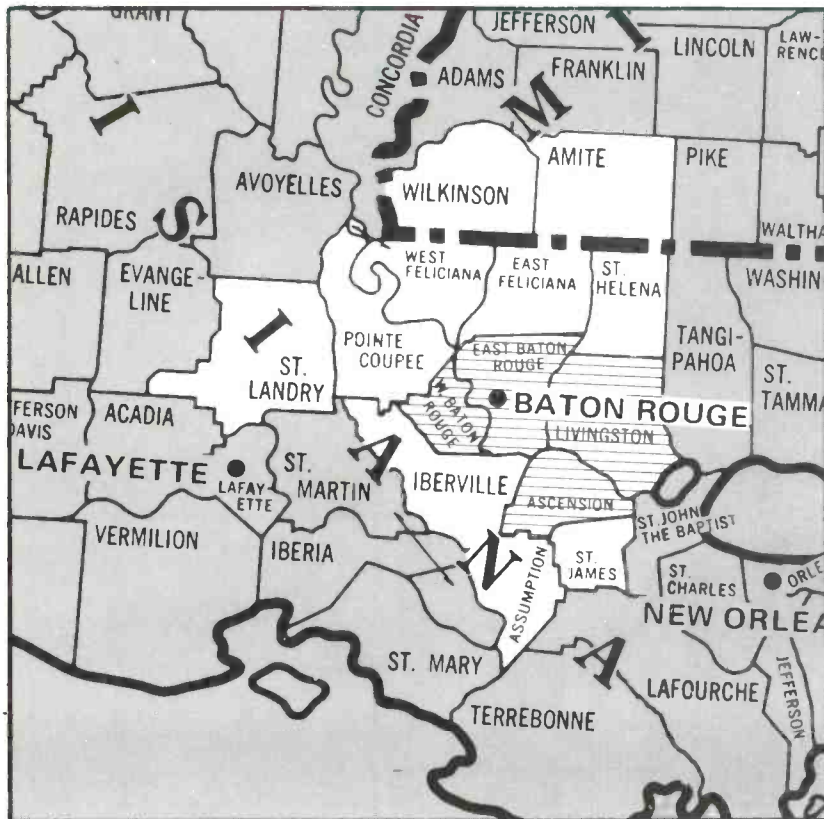 GRANT
CONCORDIA
JEFFERSON
I
LINCOLN
LAW-
RENCE
ADAMS
FRANKLIN
M
I
AVOYELLES
WILKINSON
AMITE
PIKE
RAPIDES
S
WALTHA
ALLEN
EVANGE-
LINE
WEST
FELICIANA
EAST
FELICIANA
ST.
HELENA
WASHIN
I
ST.
LANDRY
POINTE
COUPEE
EAST BATON
ROUGE
TANGI-
PAHOA
ST.
TAMMA
FERSON
DAVIS
ACADIA
W. BATON
ROUGE
BATON ROUGE
LIVINGSTON
LAFAYETTE
LAFAY-
ETTE
ST.
MARTIN
A
IBERVILLE
ASCENSION
ST. JOHN
THE BAPTIST
VERMILION
IBERIA
N
ASSUMPTION
ST.
JAMES
ST.
CHARLES
ORLE
NEW ORLEA
ST. MARY
A
LAFOURCHE
JEFFERSON
TERREBONNE